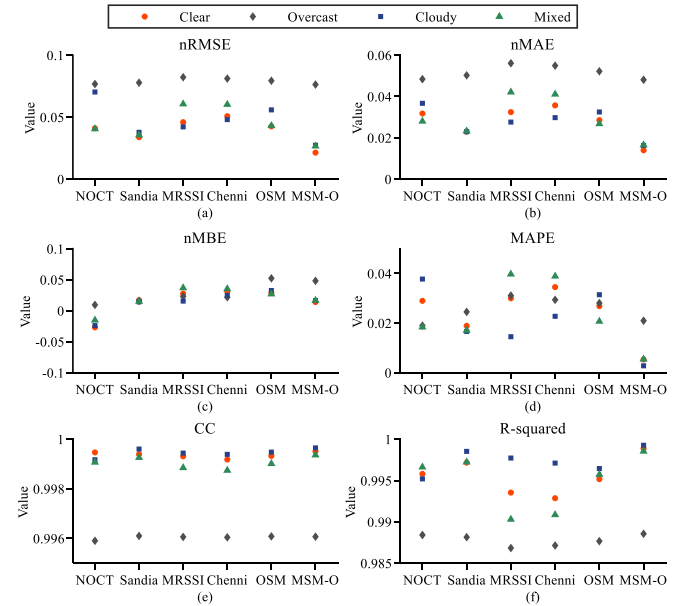 Clear Overcast Cloudy Mixed
nRMSE
0.1
0.05
0
Value
NOCT Sandia MRSSI Chenni OSM MSM-O
(a)
nMAE
0.06
0.04
0.02
0
Value
NOCT Sandia MRSSI Chenni OSM MSM-O
(b)
nMBE
0.1
0.05
0
-0.05
-0.1
Value
NOCT Sandia MRSSI Chenni OSM MSM-O
(c)
MAPE
0.04
0.02
0
Value
NOCT Sandia MRSSI Chenni OSM MSM-O
(d)
CC
1
0.998
0.996
Value
NOCT Sandia MRSSI Chenni OSM MSM-O
(e)
R-squared
1
0.995
0.99
0.985
Value
NOCT Sandia MRSSI Chenni OSM MSM-O
(f)